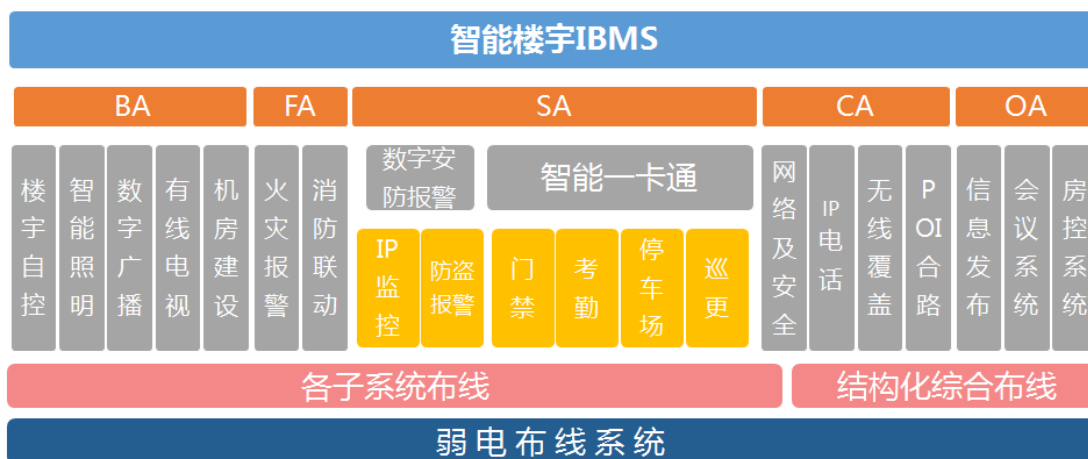 智能楼宇IBMS
BA
FA
SA
CA
OA
楼宇自控
智能照明
数字广播
有线电视
机房建设
火灾报警
消防联动
数字安
防报警
智能一卡通
IP
监控
防盗
报警
门禁
考勤
停车场
巡更
网络及安全
IP
电话
无线覆盖
POI合路
信息发布
会议系统
房控系统
各子系统布线
结构化综合布线
弱电布线系统